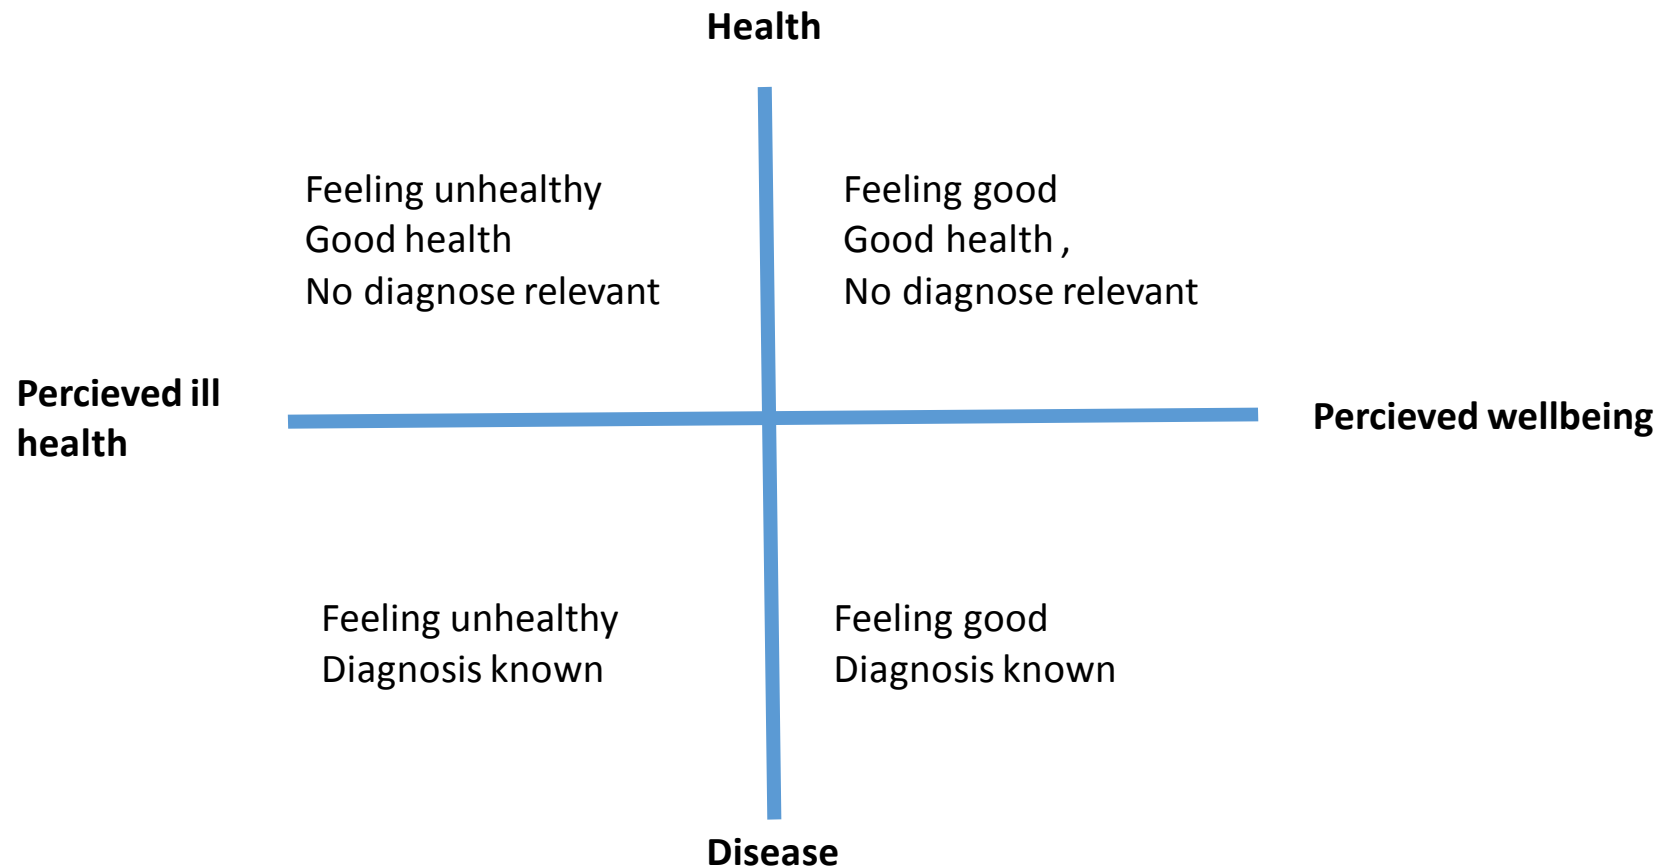 Health
Feeling unhealthy
Good health
No diagnose relevant
Feeling good
Good health ,
No diagnose relevant
Percieved ill
health
Percieved wellbeing
Feeling unhealthy
Diagnosis known
Feeling good
Diagnosis known
Disease